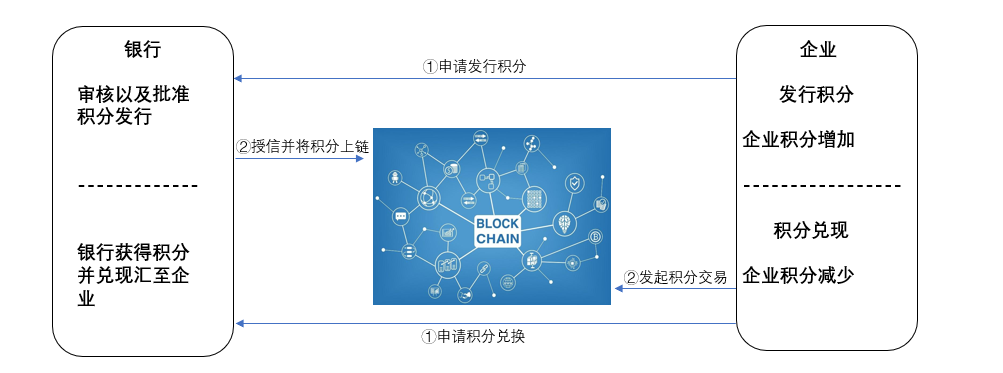 银行
审核以及批准
积分发行
银行获得积分
并兑现汇至企
业
①申请发行积分
②授信并将积分上链
BLOCK
CHAIN
②发起积分交易
①申请积分兑换
企业
发行积分
企业积分增加
积分兑现
企业积分减少